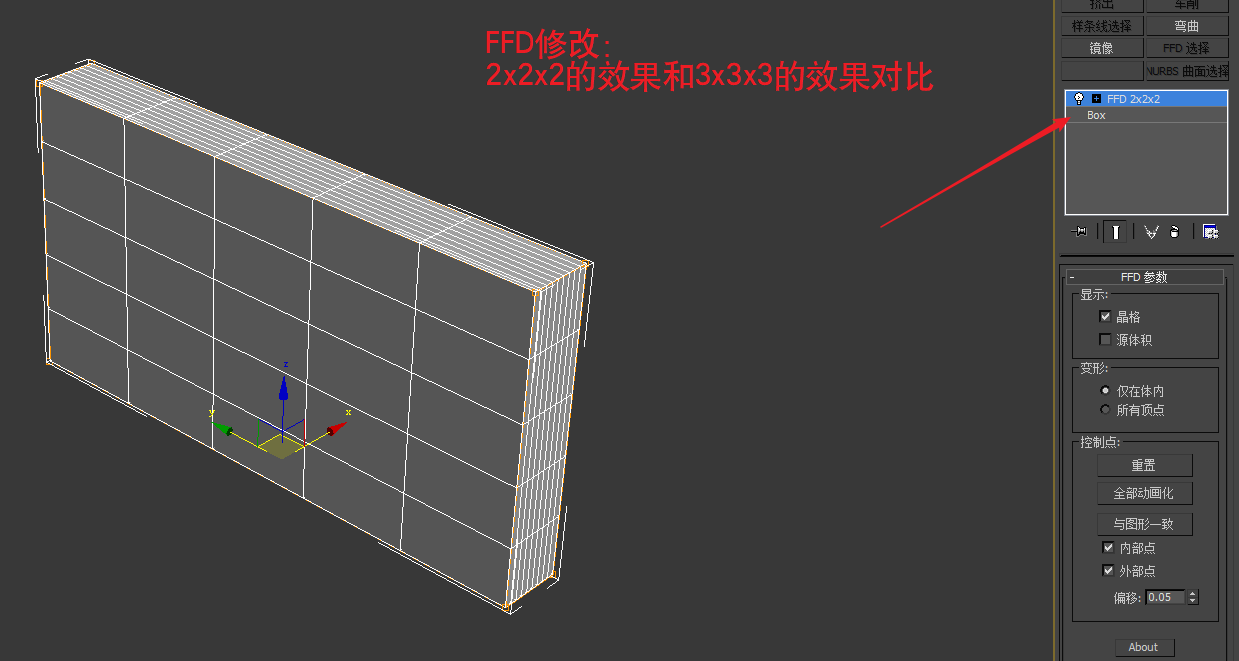 挤出 车削
样条线选择 弯曲
镜像 FFD 选择
NURBS 曲面选择
FFD修改:
2x2x2的效果和3x3x3的效果对比
FFD 2x2x2
Box
FFD 参数
显示:
晶格
源体积
变形:
仅在体内
所有顶点
控制点:
重置
全部动画化
与图形一致
内部点
外部点
偏移: 0.05
About
z
y
x